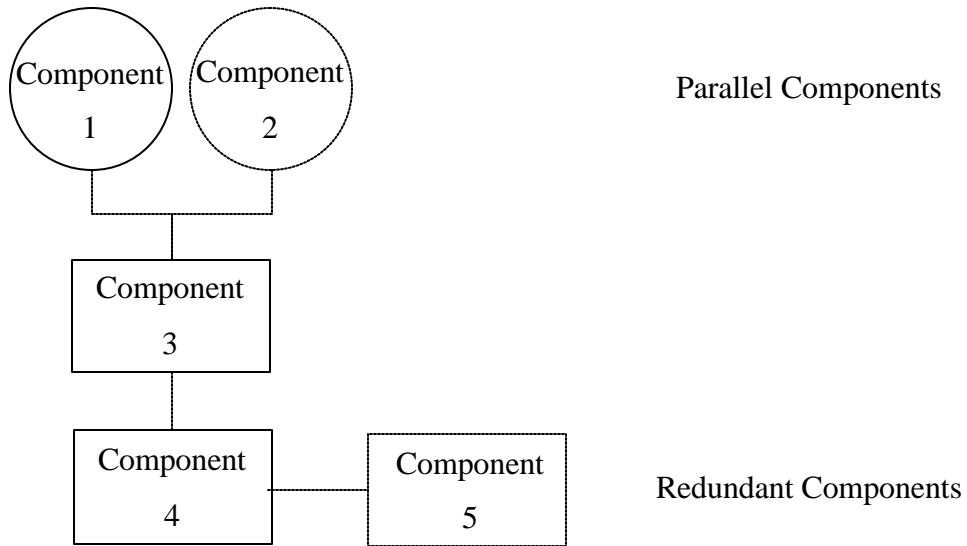 Component
1
Component
2
Parallel Components
Component
3
Component
4
Component
5
Redundant Components